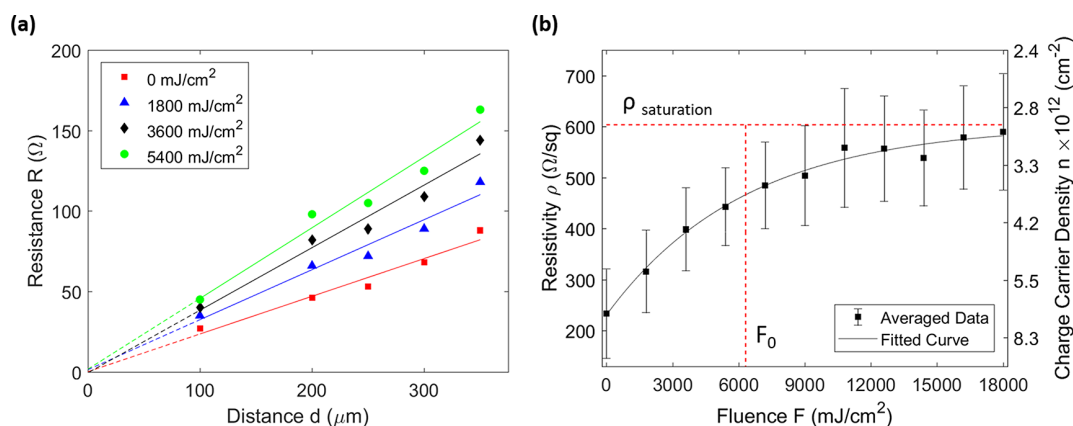 (a)
200
150
100
50
0
Resistance R (Ω)
0 mJ/cm²
1800 mJ/cm²
3600 mJ/cm²
5400 mJ/cm²
0
100
200
300
Distance d (μm)
(b)
700
600
500
400
300
200
Resistivity ρ (Ω/sq)
ρ saturation
F₀
Averaged Data
Fitted Curve
2.4
2.8
3.3
4.2
5.5
8.3
Charge Carrier Density n ×10¹² (cm⁻²)
0
3000
6000
9000
12000
15000
18000
Fluence F (mJ/cm²)